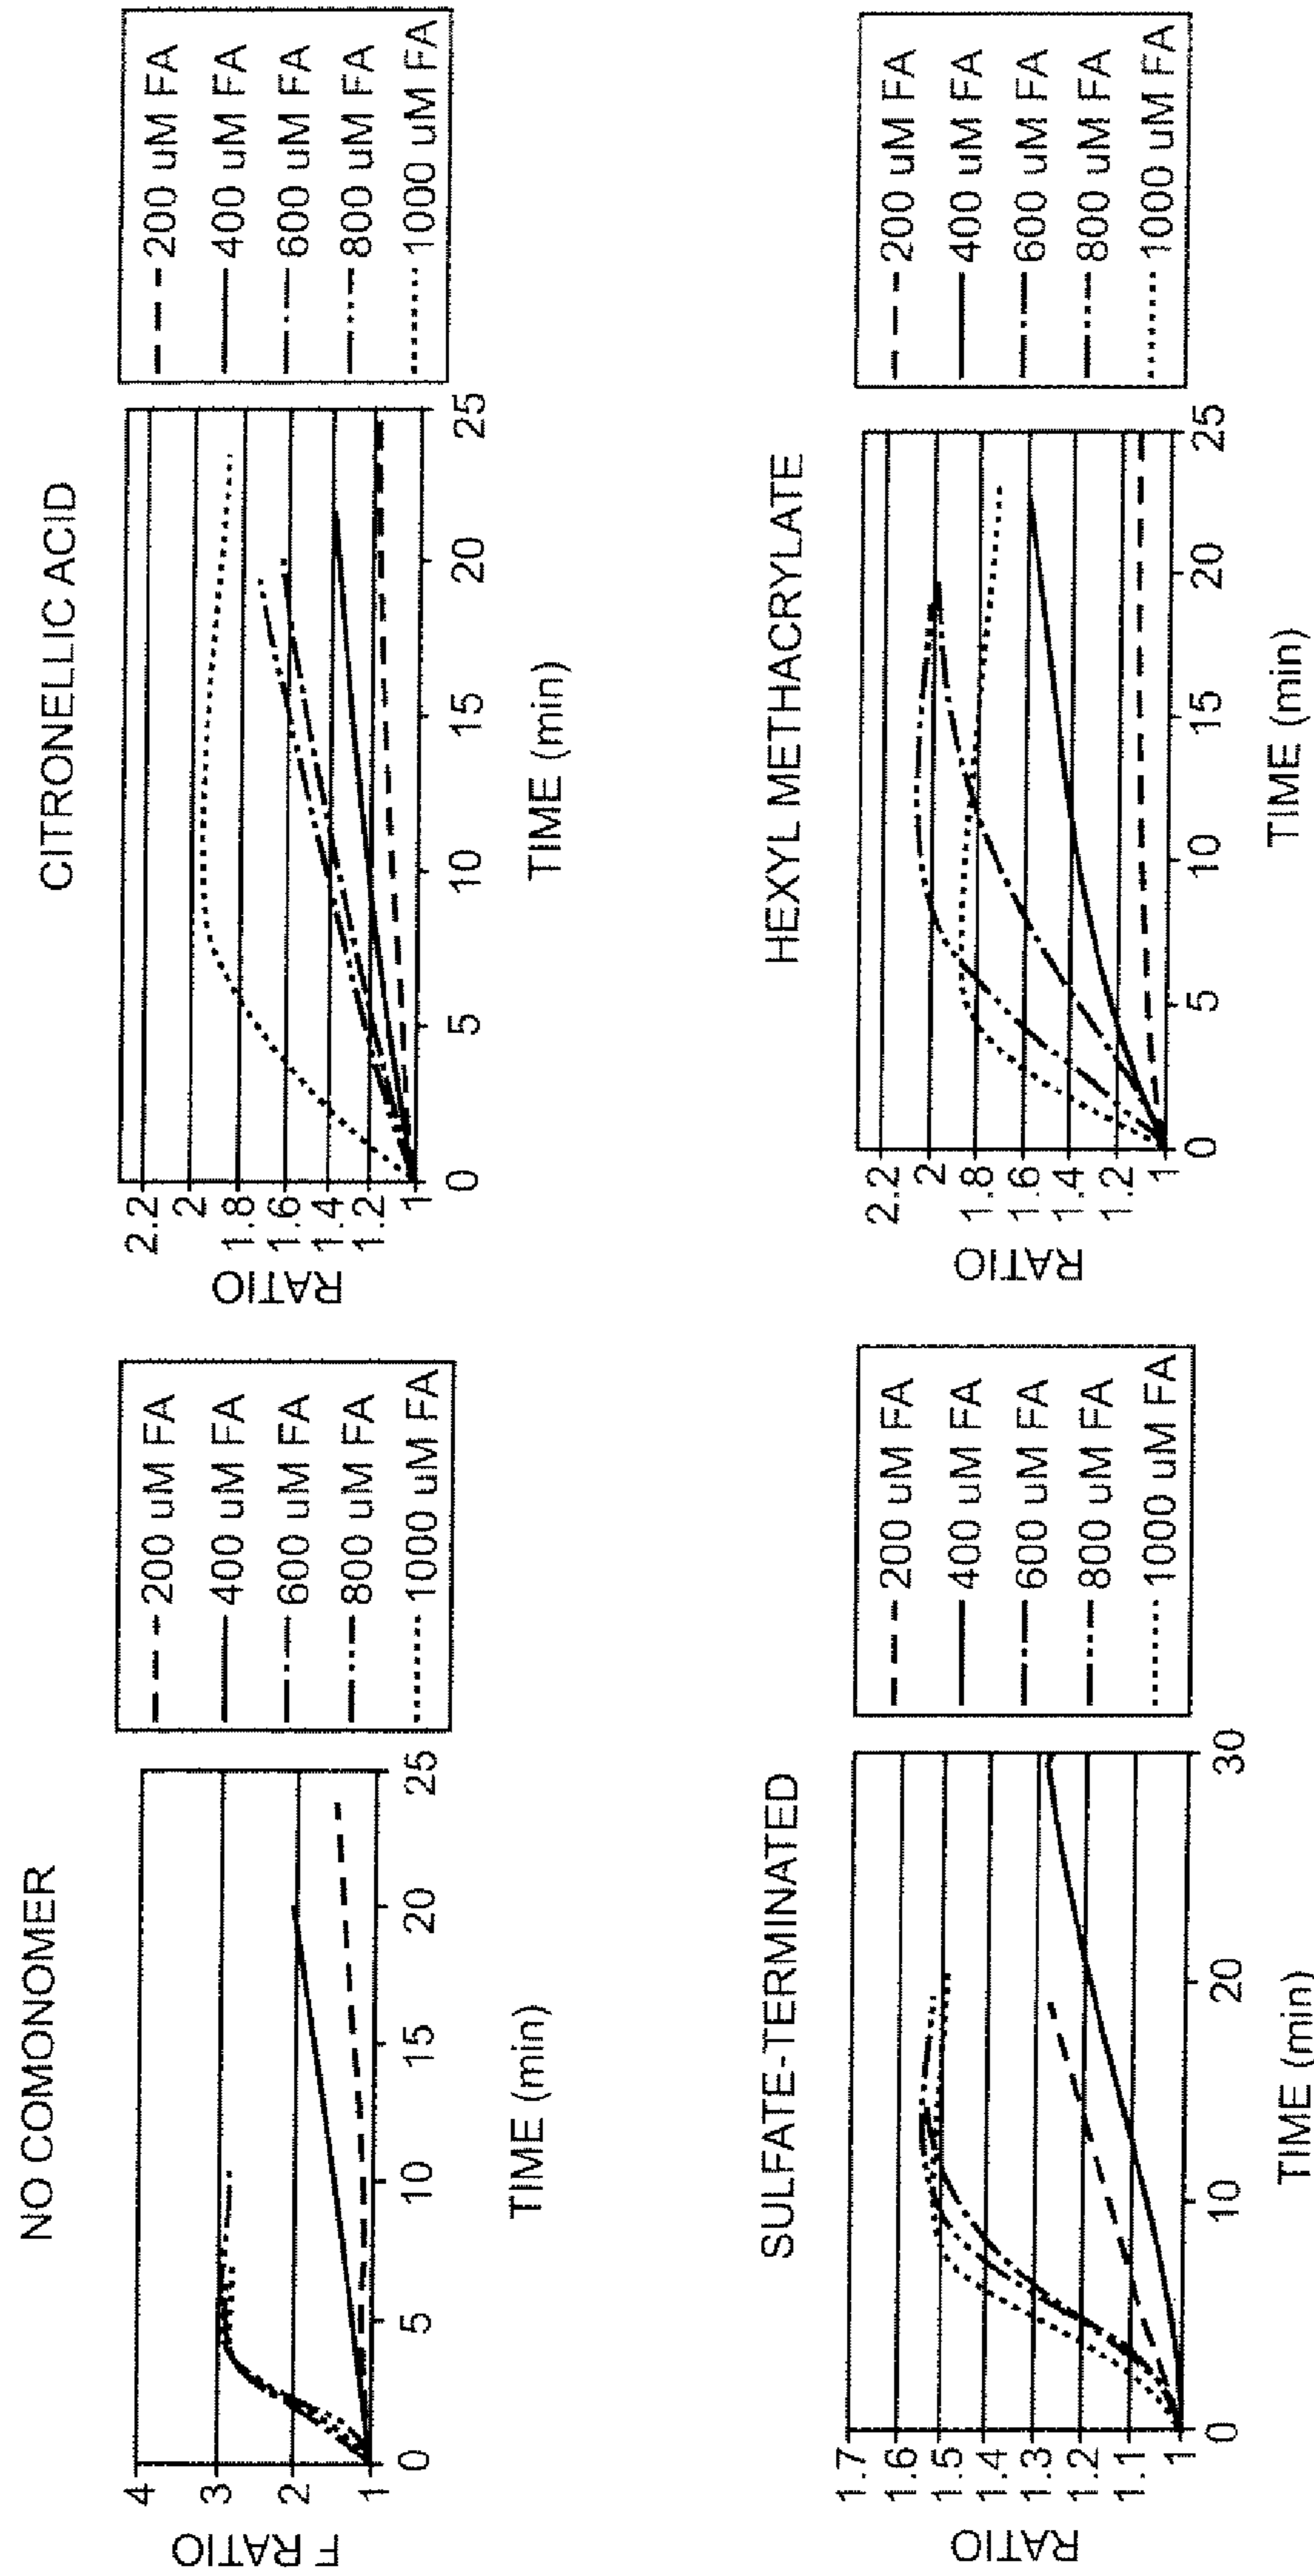 NO COMONOMER
F RATIO
4
3
2
1
0
5
10
15
20
25
TIME (min)
200 uM FA
400 uM FA
600 uM FA
800 uM FA
1000 uM FA
CITRONELLIC ACID
RATIO
2.2
2
1.8
1.6
1.4
1.2
1
0
5
10
15
20
25
TIME (min)
200 uM FA
400 uM FA
600 uM FA
800 uM FA
1000 uM FA
SULFATE-TERMINATED
RATIO
1.7
1.6
1.5
1.4
1.3
1.2
1.1
1
0
10
20
30
TIME (min)
200 uM FA
400 uM FA
600 uM FA
800 uM FA
1000 uM FA
HEXYL METHACRYLATE
RATIO
2.2
2
1.8
1.6
1.4
1.2
1
0
5
10
15
20
25
TIME (min)
200 uM FA
400 uM FA
600 uM FA
800 uM FA
1000 uM FA